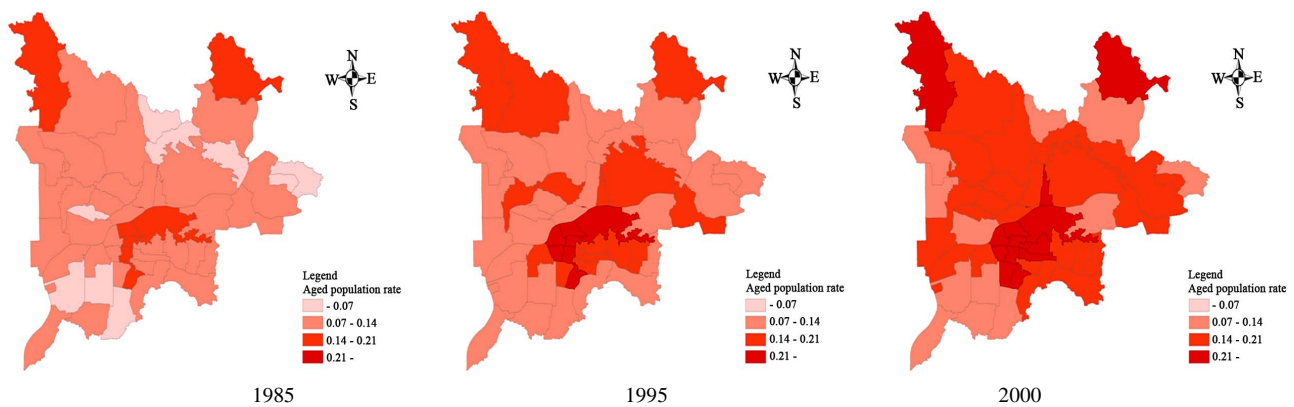 N
W E
S
Legend
Aged population rate
- 0.07
0.07 - 0.14
0.14 - 0.21
0.21 -
1985
N
W E
S
Legend
Aged population rate
- 0.07
0.07 - 0.14
0.14 - 0.21
0.21 -
1995
N
W E
S
Legend
Aged population rate
- 0.07
0.07 - 0.14
0.14 - 0.21
0.21 -
2000